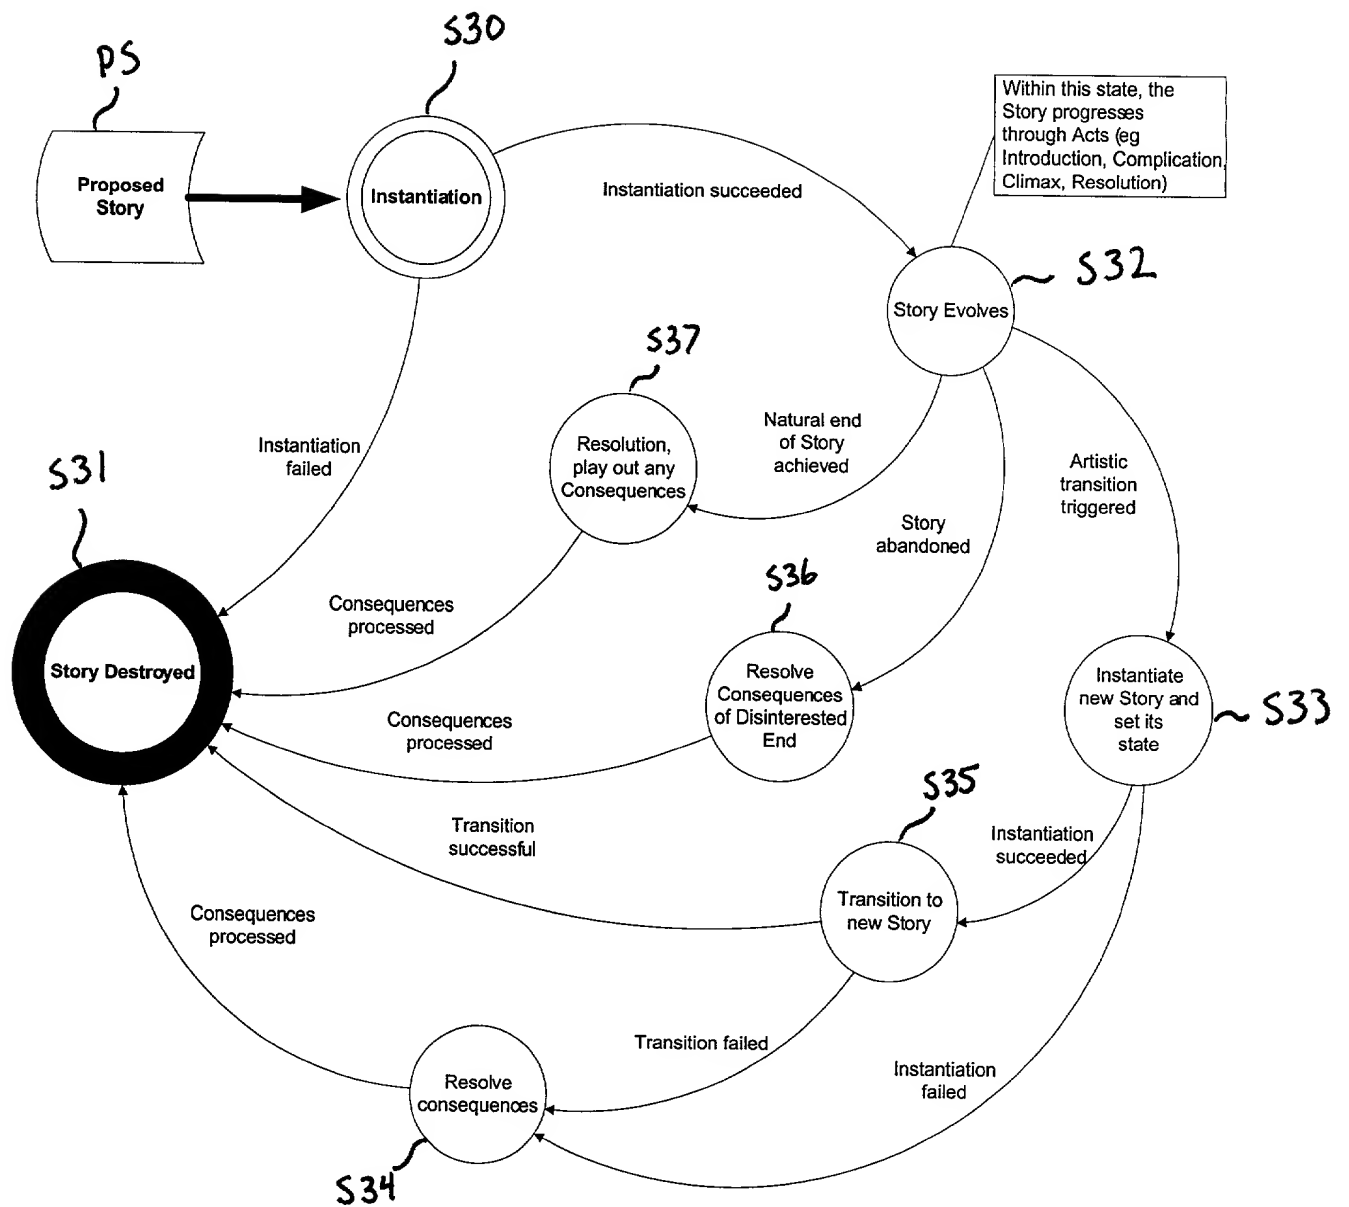 S30
PS
Within this state, the
Story progresses
through Acts (eg
Introduction, Complication,
Climax, Resolution)
Proposed
Story
Instantiation
Instantiation succeeded
S32
Story Evolves
S37
Natural end
of Story
achieved
Instantiation
failed
Resolution,
play out any
Consequences
Artistic
transition
triggered
S31
Story
abandoned
S36
Consequences
processed
Story Destroyed
Resolve
Consequences
of Disinterested
End
Instantiate
new Story and
set its
state
S33
Consequences
processed
S35
Transition
successful
Instantiation
succeeded
Transition to
new Story
Consequences
processed
Transition failed
Instantiation
failed
Resolve
consequences
S34